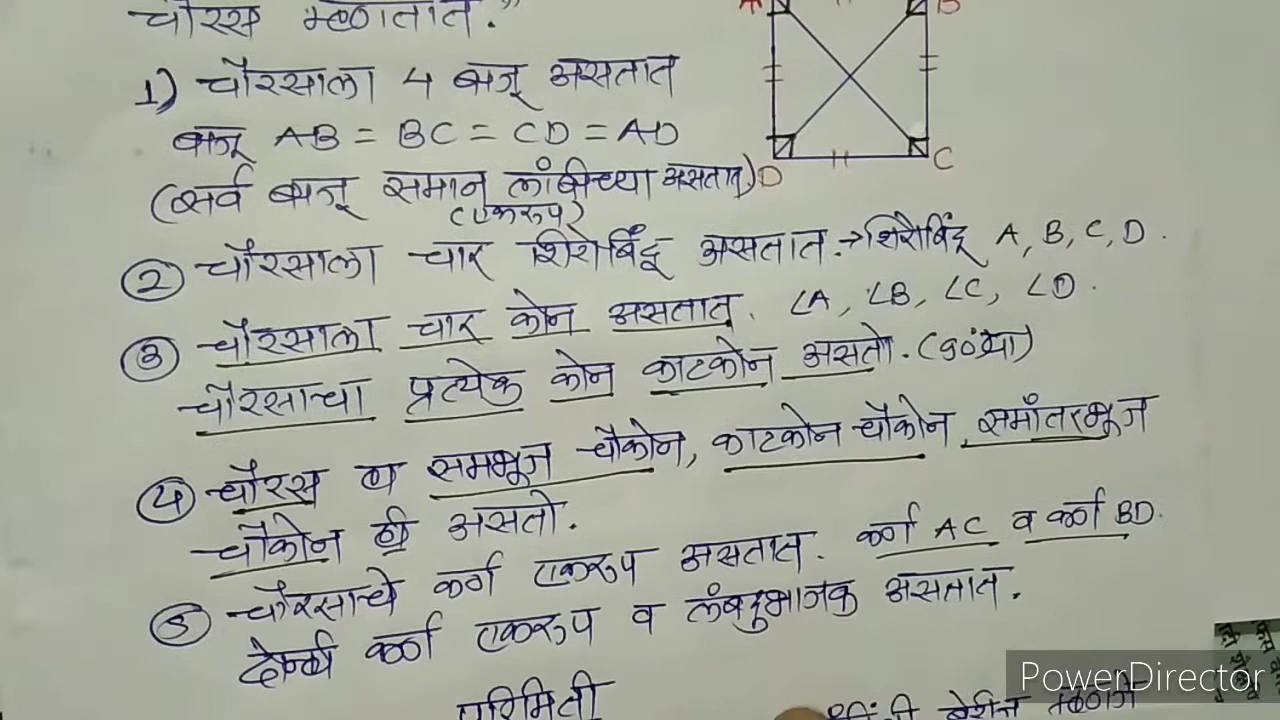 चौरस म्हणतात."
A B
1) चौरसाला 4 बाजू असतात
बाजू AB = BC = CD = AD
D C
(सर्व बाजू समान लांबीच्या असतात)
(एकरुप)
② चौरसाला चार शिरोबिंदू असतात.→शिरोबिंदू A, B, C, D.
③ चौरसाला चार कोन असतात. ∠A, ∠B, ∠C, ∠D.
चौरसाचा प्रत्येक कोन काटकोन असतो. (90°चा)
④ चौरस हा समभूज चौकोन, काटकोन चौकोन समांतरभूज
चौकोन ही असतो.
⑤ चौरसाचे कर्ण एकरुप असतात. कर्ण AC व कर्ण BD.
दोन्ही कर्ण एकरुप व लंबदुभाजक असतात.
परिमिती
बेरीज म्हणजे
PowerDirector